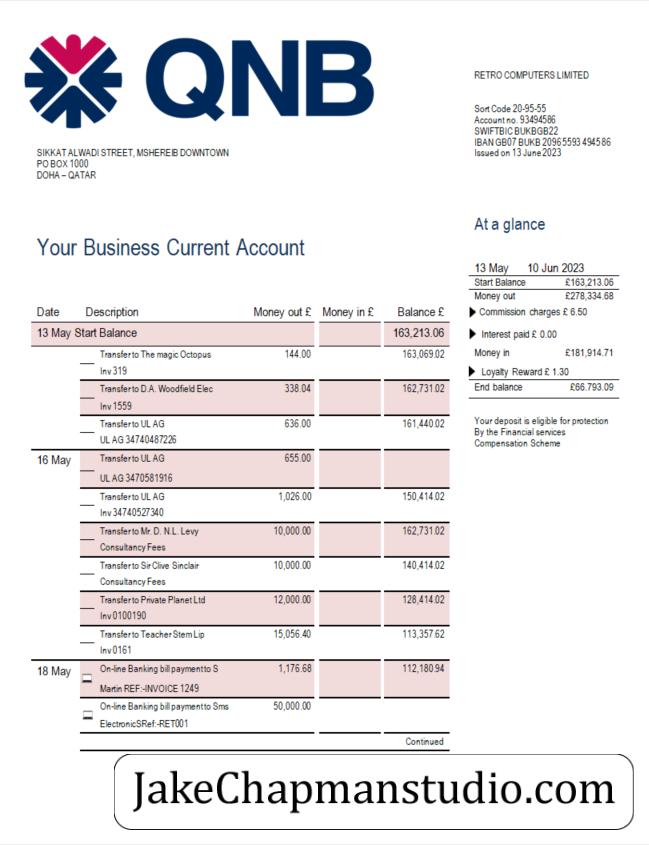 QNB
RETRO COMPUTERS LIMITED
Sort Code 20-95-55
Account no. 93494586
SWIFTBIC BUKBGB22
IBAN GB07 BUKB 2096 5593 4945 86
Issued on 13 June 2023
SIKKAT ALWADI STREET, MSHEREIB DOWNTOWN
PO BOX 1000
DOHA – QATAR
At a glance
Your Business Current Account
13 May 10 Jun 2023
Start Balance £163,213.06
Money out £278,334.68
Commission charges £ 6.50
Interest paid £ 0.00
Money in £181,914.71
Loyalty Reward £ 1.30
End balance £66.793.09
Your deposit is eligible for protection
By the Financial services
Compensation Scheme
Date Description Money out £ Money in £ Balance £
13 May Start Balance 163,213.06
Transfer to The magic Octopus 144.00 163,069.02
Inv 319
Transfer to D.A. Woodfield Elec 338.04 162,731.02
Inv 1559
Transfer to UL AG 636.00 161,440.02
UL AG 34740487226
16 May Transfer to UL AG 655.00
UL AG 3470581916
Transfer to UL AG 1,026.00 150,414.02
Inv 34740527340
Transfer to Mr. D. N.L. Levy 10,000.00 162,731.02
Consultancy Fees
Transfer to Sir Clive Sinclair 10,000.00 140,414.02
Consultancy Fees
Transfer to Private Planet Ltd 12,000.00 128,414.02
Inv 0100190
Transfer to Teacher Stem Lip 15,056.40 113,357.62
Inv 0161
18 May On-line Banking bill payment to S 1,176.68 112,180.94
Martin REF:-INVOICE 1249
On-line Banking bill payment to Sms 50,000.00
ElectronicSRef:-RET001
Continued
JakeChapmanstudio.com